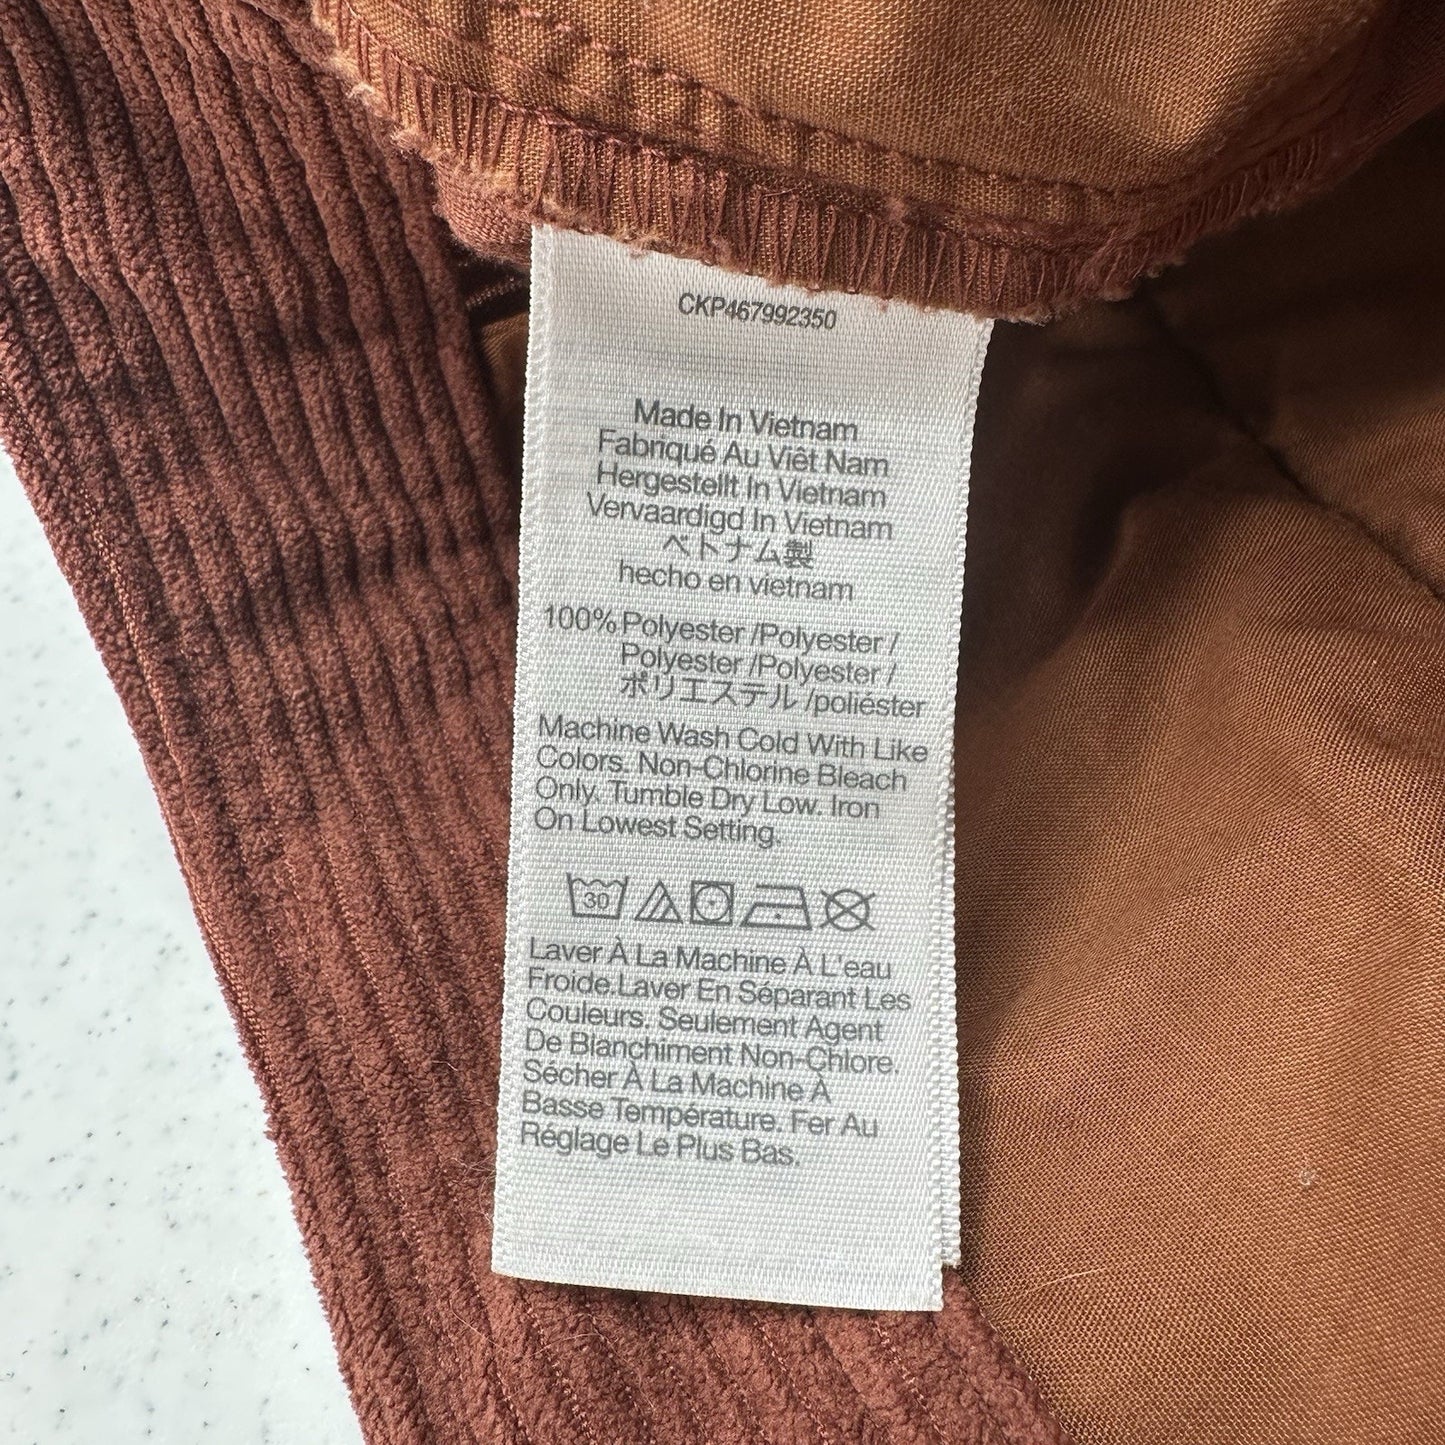 CKP467992350
Made In Vietnam
Fabriqué Au Viêt Nam
Hergestellt In Vietnam
Vervaardigd In Vietnam
ベトナム製
hecho en vietnam
100% Polyester /Polyester /
Polyester /Polyester /
ポリエステル /poliéster
Machine Wash Cold With Like
Colors. Non-Chlorine Bleach
Only. Tumble Dry Low. Iron
On Lowest Setting.
30
Laver À La Machine À L'eau
Froide.Laver En Séparant Les
Couleurs. Seulement Agent
De Blanchiment Non-Chlore.
Sécher À La Machine À
Basse Température. Fer Au
Réglage Le Plus Bas.